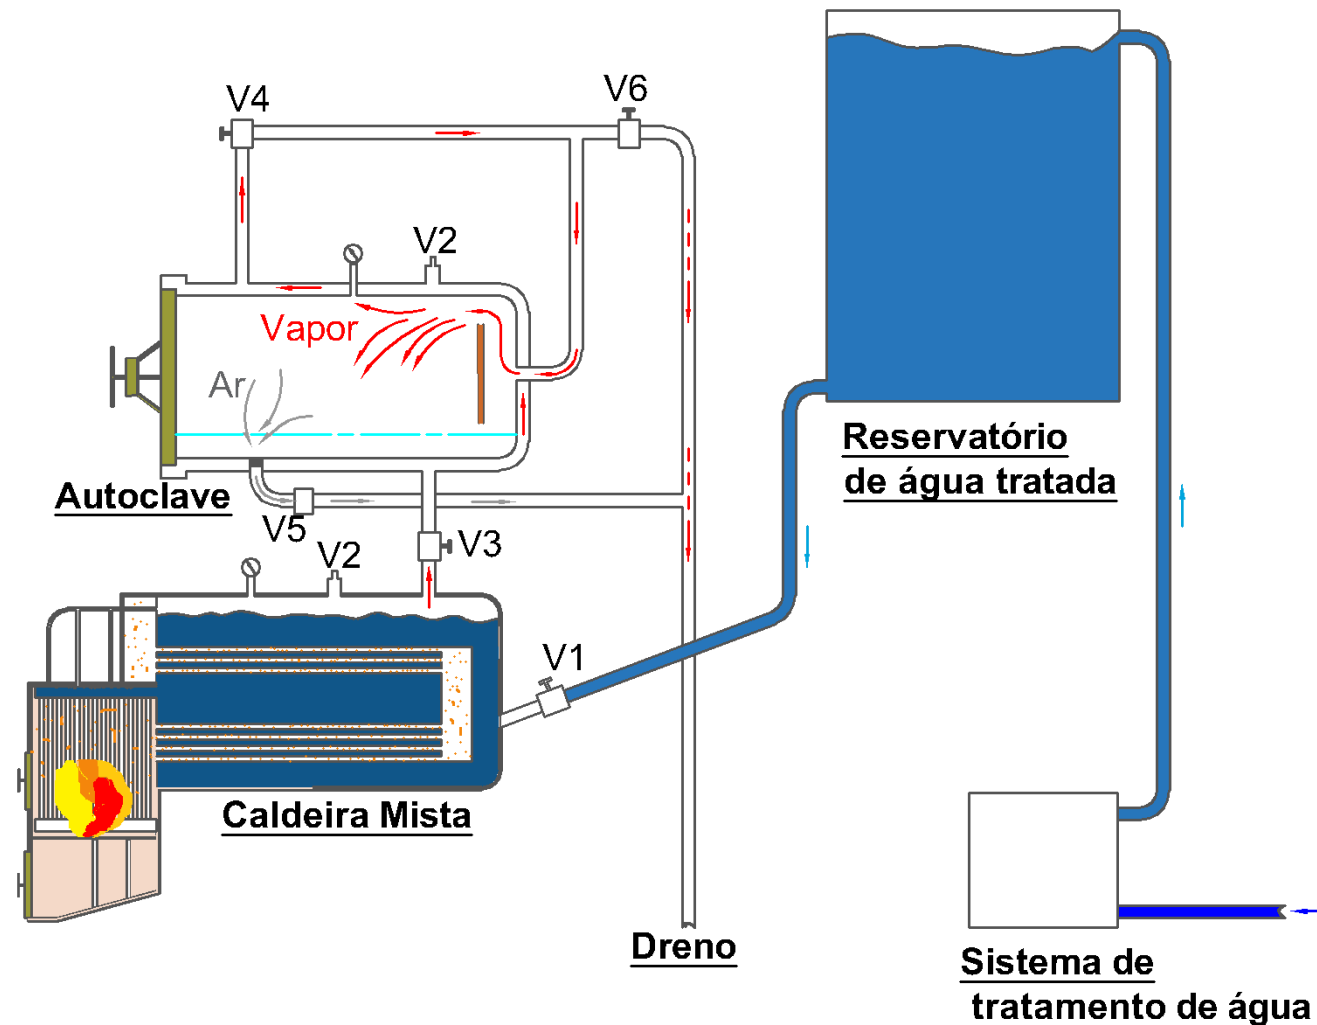 V4
V6
V2
Vapor
Ar
Autoclave
V5
V3
V2
V1
Caldeira Mista
Reservatório
de água tratada
Dreno
Sistema de
tratamento de água